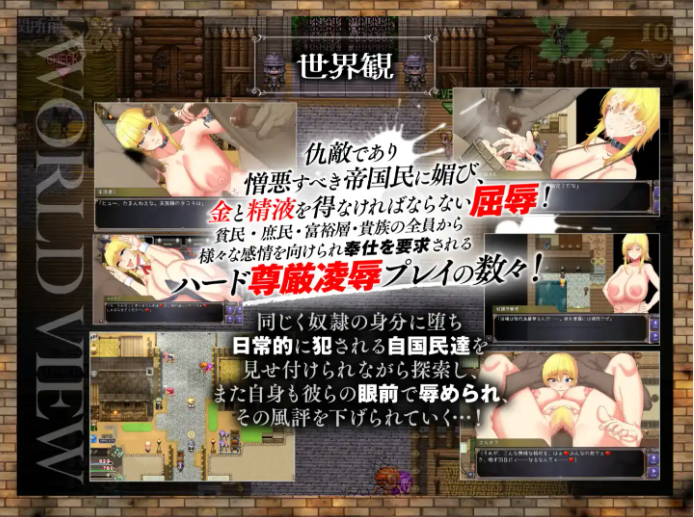 世界観
WORLD VIEW
仇敵であり
憎悪すべき帝国民に媚び、
金と精液を得なければならない屈辱！
貧民・庶民・富裕層・貴族の全員から
様々な感情を向けられ奉仕を要求される
ハード尊厳凌辱プレイの数々！
同じく奴隷の身分に堕ち
日常的に犯される自国民達を
見せ付けられながら探索し、
また自身も彼らの眼前で辱められ、
その風評を下げられていく…！